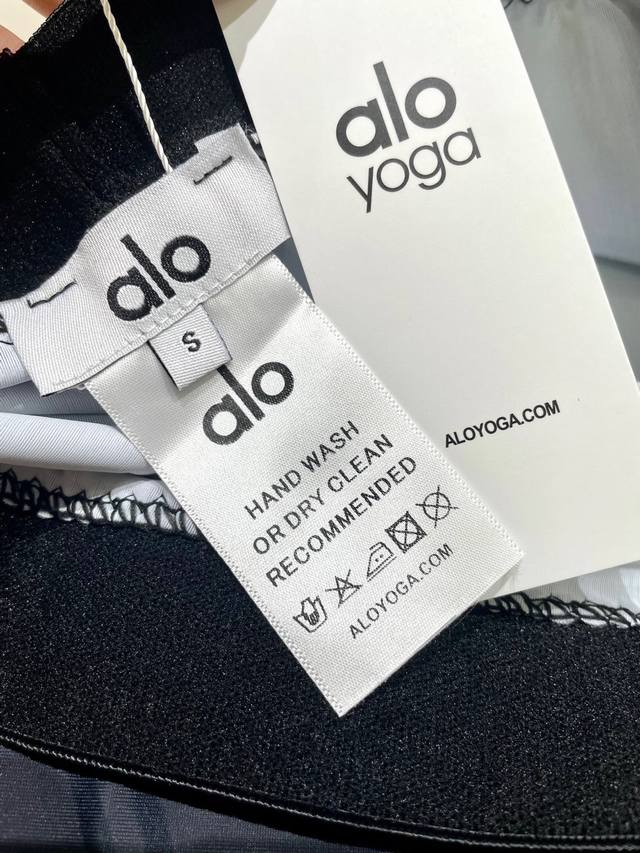 alo
yoga
ALOYOGA.COM
alo
S
alo
HAND WASH
OR DRY CLEAN
RECOMMENDED
ALOYOGA.COM